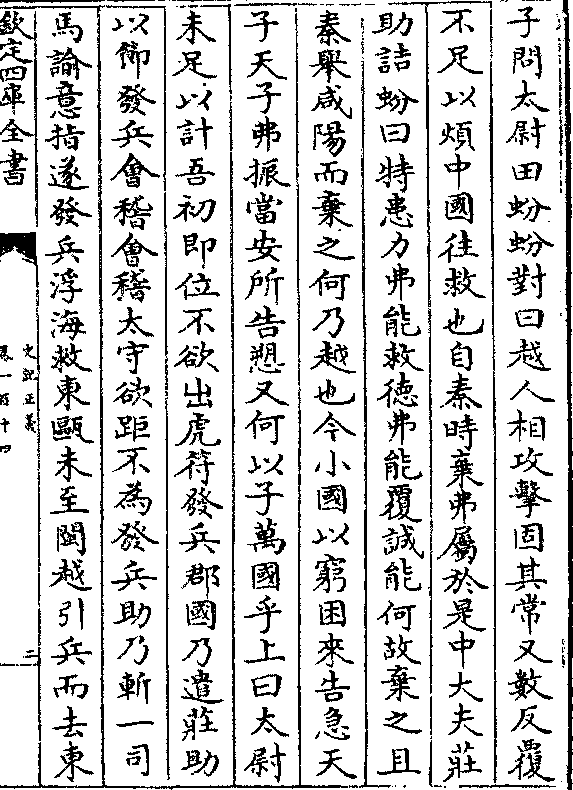 子問太尉田蚡蚡對曰越人相攻擊固其常又數反覆
不足以煩中國往救也自秦時棄弗屬於是中大夫莊
助詰蚡曰特患力弗能救德弗能覆誠能何故棄之且
秦舉咸陽而棄之何乃越也今小國以窮困來告急天
子天子弗振當安所告愬又何以子萬國乎上曰太尉
未足以計吾初即位不欲出虎符發兵郡國乃遣莊助
以節發兵會稽會稽太守欲距不為發兵助乃斬一司
馬諭意指遂發兵浮海救東甌未至閩越引兵而去東
欽定四庫全書
史記正義
卷一百十四
二